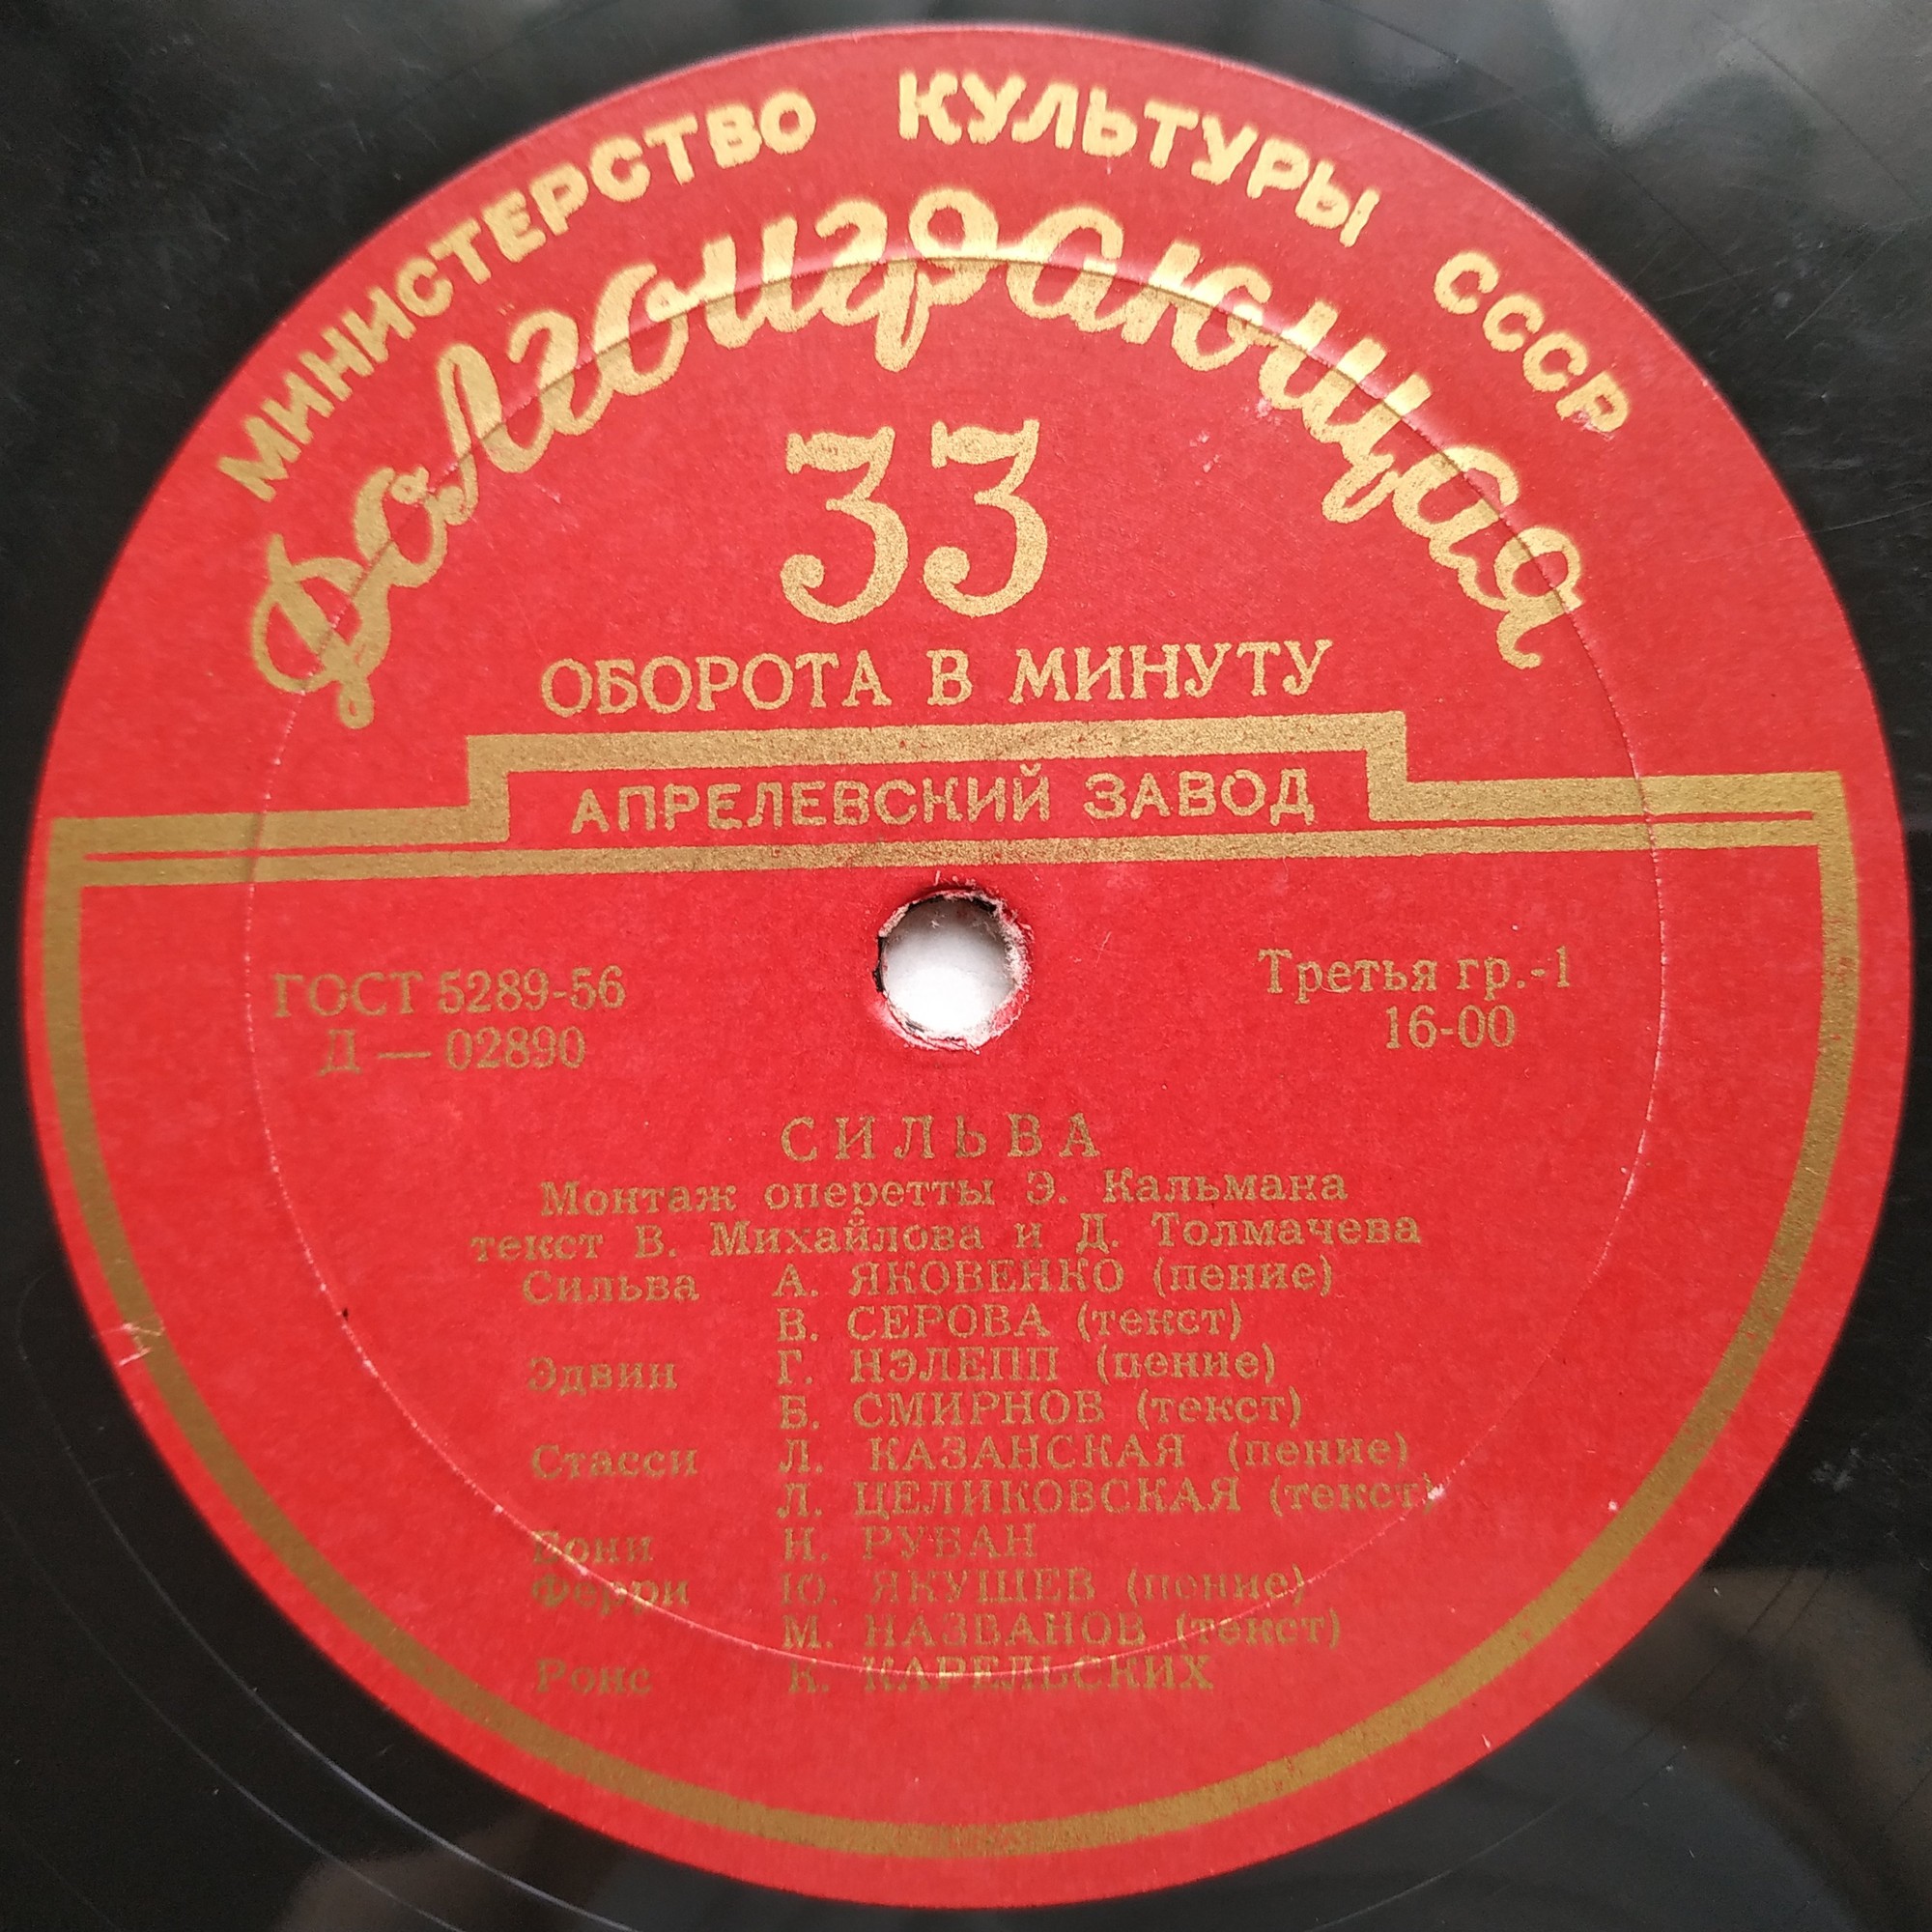 МИНИСТЕРСТВО КУЛЬТУРЫ СССР
Долгоиграющая
33
ОБОРОТА В МИНУТУ
АПРЕЛЕВСКИЙ ЗАВОД
ГОСТ 5289-56
Д — 02890
Третья гр.-1
16-00
СИЛЬВА
Монтаж оперетты Э. Кальмана
текст В. Михайлова и Д. Толмачева
Сильва А. ЯКОВЕНКО (пение)
В. СЕРОВА (текст)
Эдвин Г. НЭЛЕПП (пение)
Б. СМИРНОВ (текст)
Стасси Л. КАЗАНСКАЯ (пение)
Л. ЦЕЛИКОВСКАЯ (текст)
Бони Н. РУБАН
Ферри Ю. ЯКУШЕВ (пение)
М. НАЗВАНОВ (текст)
Ронс К. КАРЕЛЬСКИХ